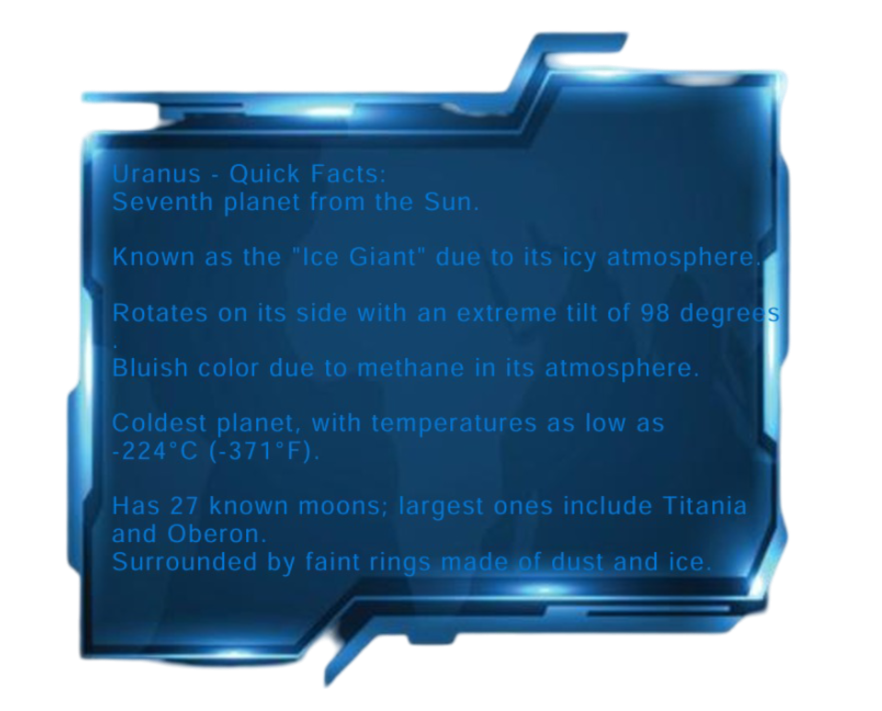 Uranus - Quick Facts:
Seventh planet from the Sun.
Known as the "Ice Giant" due to its icy atmosphere.
Rotates on its side with an extreme tilt of 98 degrees
.
Bluish color due to methane in its atmosphere.
Coldest planet, with temperatures as low as
-224°C (-371°F).
Has 27 known moons; largest ones include Titania
and Oberon.
Surrounded by faint rings made of dust and ice.